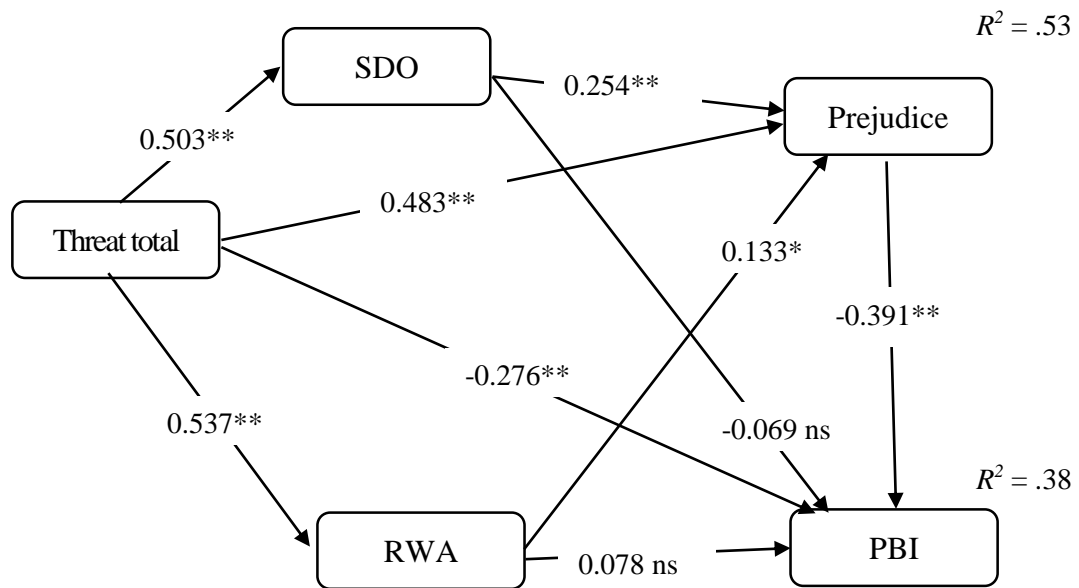 R² = .53
SDO
0.254**
Prejudice
0.503**
0.483**
Threat total
0.133*
-0.391**
-0.276**
0.537**
-0.069 ns
R² = .38
RWA
0.078 ns
PBI